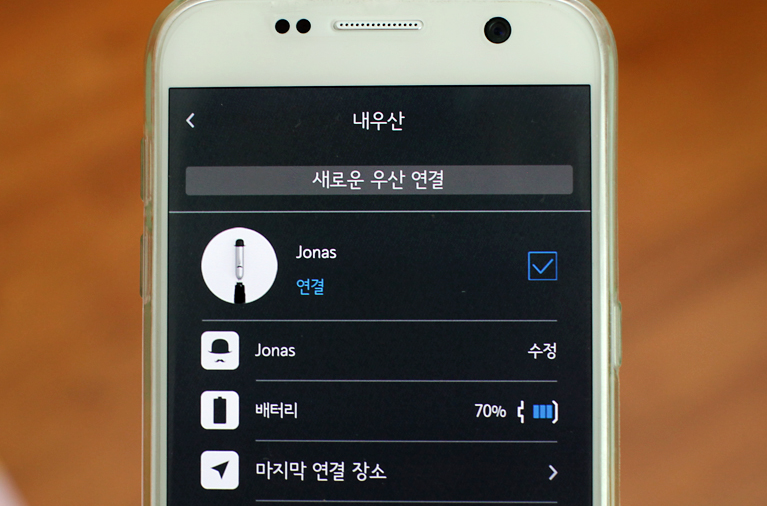 내우산
새로운 우산 연결
Jonas
연결
Jonas 수정
배터리 70%
마지막 연결 장소